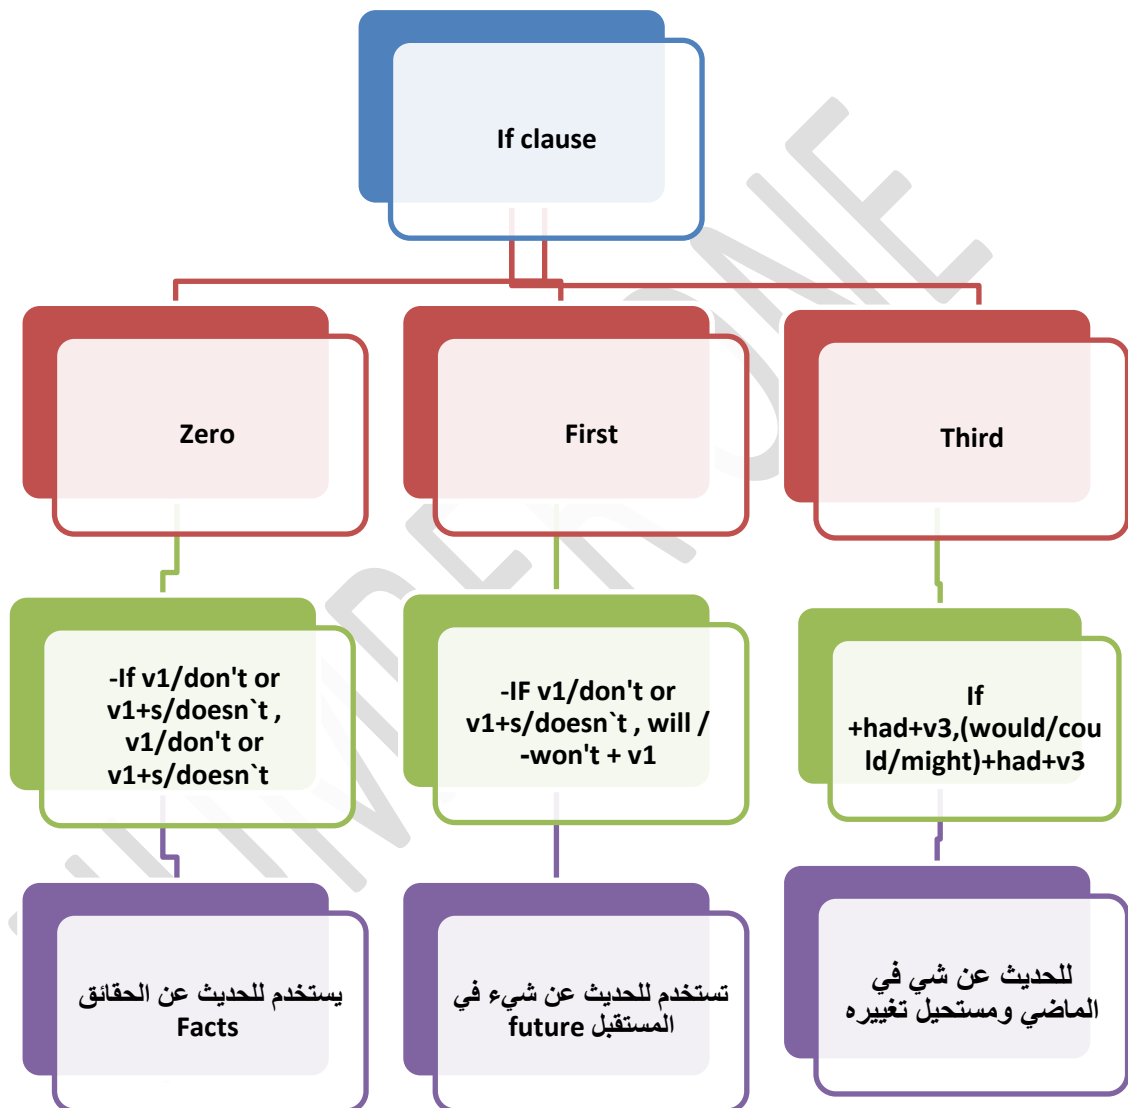 If clause
Zero
First
Third
-If v1/don't or
v1+s/doesn`t ,
v1/don't or
v1+s/doesn`t
-IF v1/don't or
v1+s/doesn`t , will /
-won't + v1
If
+had+v3,(would/cou
ld/might)+had+v3
يستخدم للحديث عن الحقائق
Facts
تستخدم للحديث عن شيء في
المستقبل future
للحديث عن شي في
الماضي ومستحيل تغييره